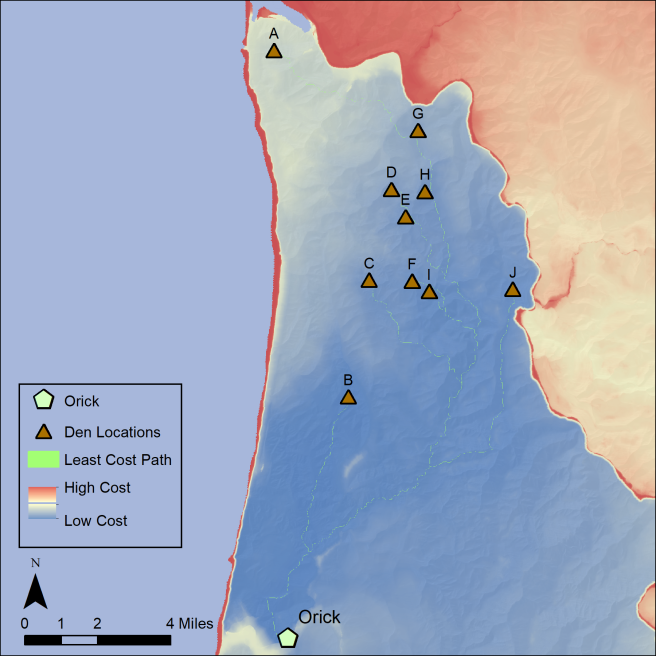 A
G
D
H
E
C
F
I
J
B
Orick
Den Locations
Least Cost Path
High Cost
Low Cost
N
0 1 2 4 Miles
Orick